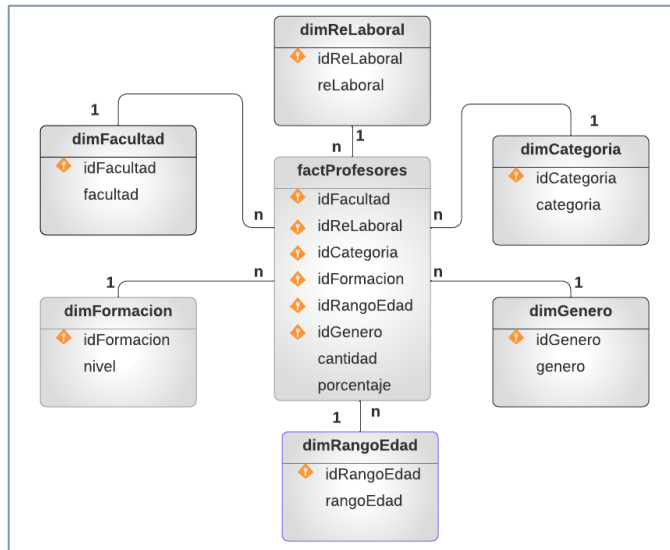 dimReLaboral
idReLaboral
reLaboral
1
n
1
dimFacultad
idFacultad
facultad
n
1
dimCategoria
idCategoria
categoria
n
factProfesores
idFacultad
idReLaboral
idCategoria
idFormacion
idRangoEdad
idGenero
cantidad
porcentaje
1
n
dimFormacion
idFormacion
nivel
n
1
dimGenero
idGenero
genero
1
n
dimRangoEdad
idRangoEdad
rangoEdad